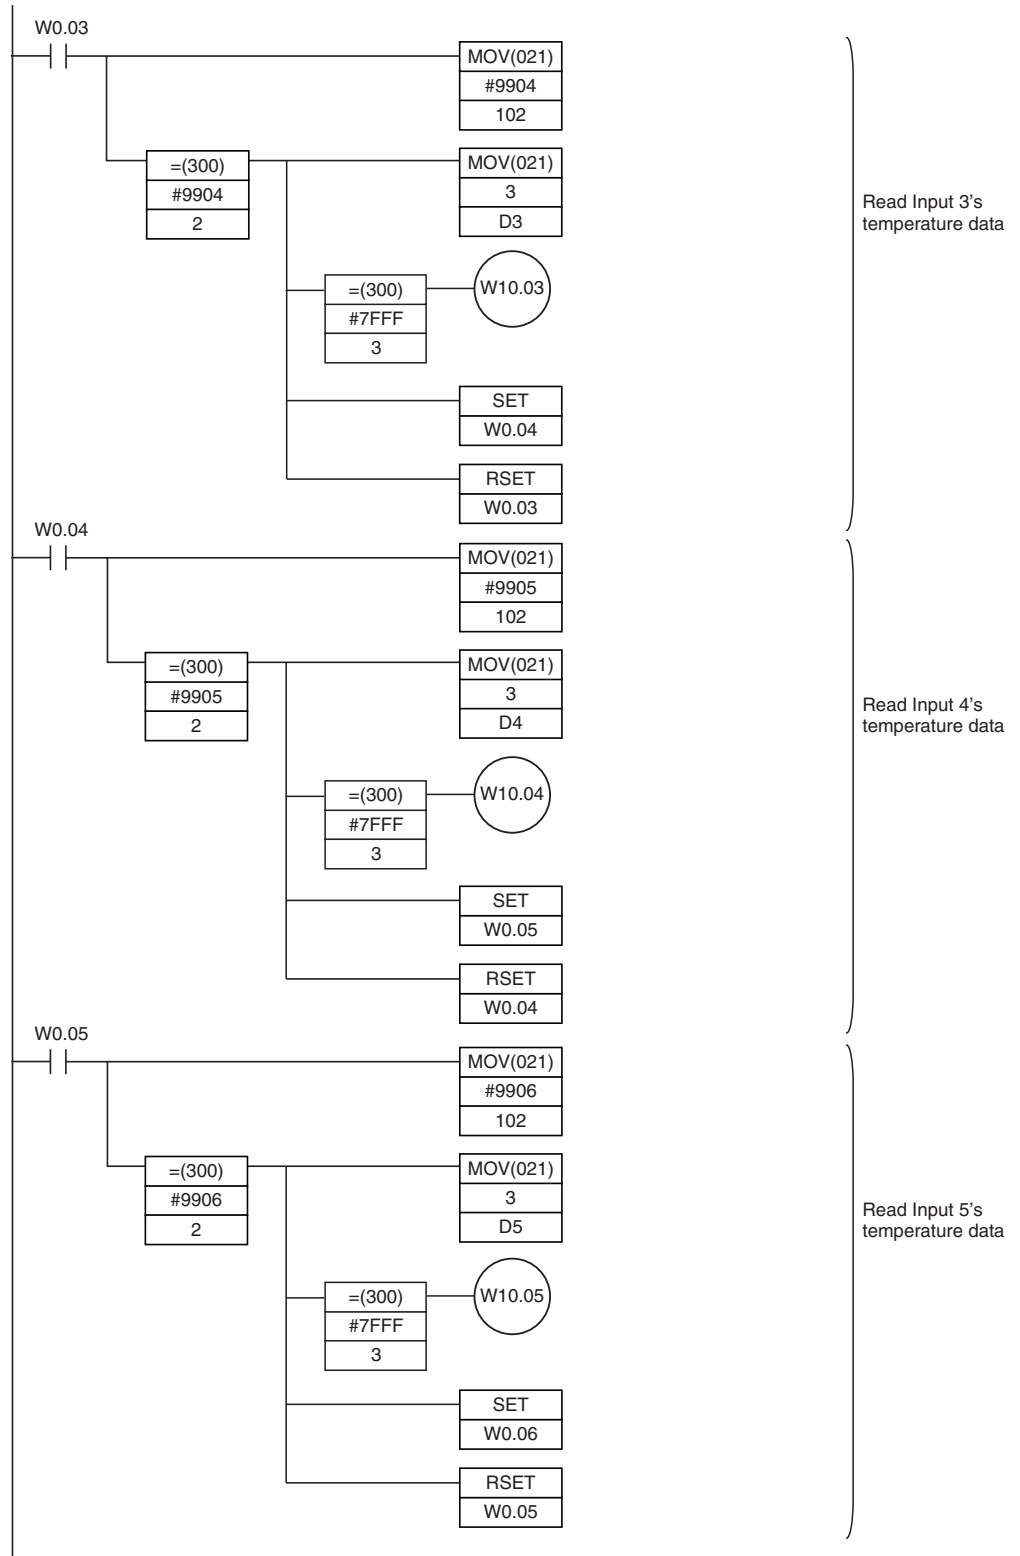 W0.03
MOV(021)
#9904
102
=(300)
#9904
2
MOV(021)
3
D3
=(300)
#7FFF
3
W10.03
SET
W0.04
RSET
W0.03
Read Input 3’s
temperature data
W0.04
MOV(021)
#9905
102
=(300)
#9905
2
MOV(021)
3
D4
=(300)
#7FFF
3
W10.04
SET
W0.05
RSET
W0.04
Read Input 4’s
temperature data
W0.05
MOV(021)
#9906
102
=(300)
#9906
2
MOV(021)
3
D5
=(300)
#7FFF
3
W10.05
SET
W0.06
RSET
W0.05
Read Input 5’s
temperature data